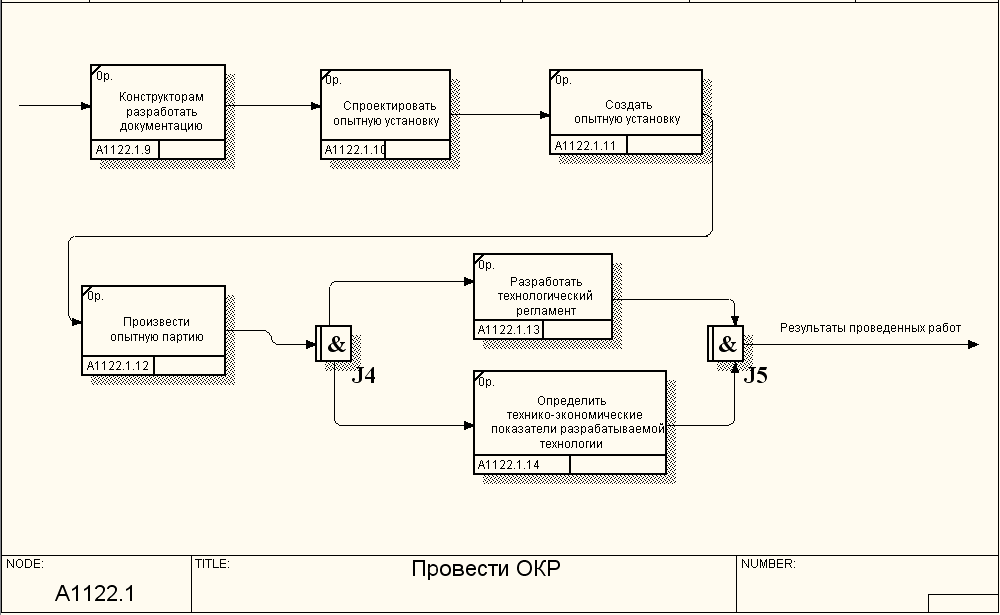 0р.
Конструкторам
разработать
документацию
A1122.1.9
0р.
Спроектировать
опытную установку
A1122.1.10
0р.
Создать
опытную установку
A1122.1.11
0р.
Произвести
опытную партию
A1122.1.12
&
J4
0р.
Разработать
технологический
регламент
A1122.1.13
0р.
Определить
технико-экономические
показатели разрабатываемой
технологии
A1122.1.14
&
J5
Результаты проведенных работ
NODE:
A1122.1
TITLE:
Провести ОКР
NUMBER: